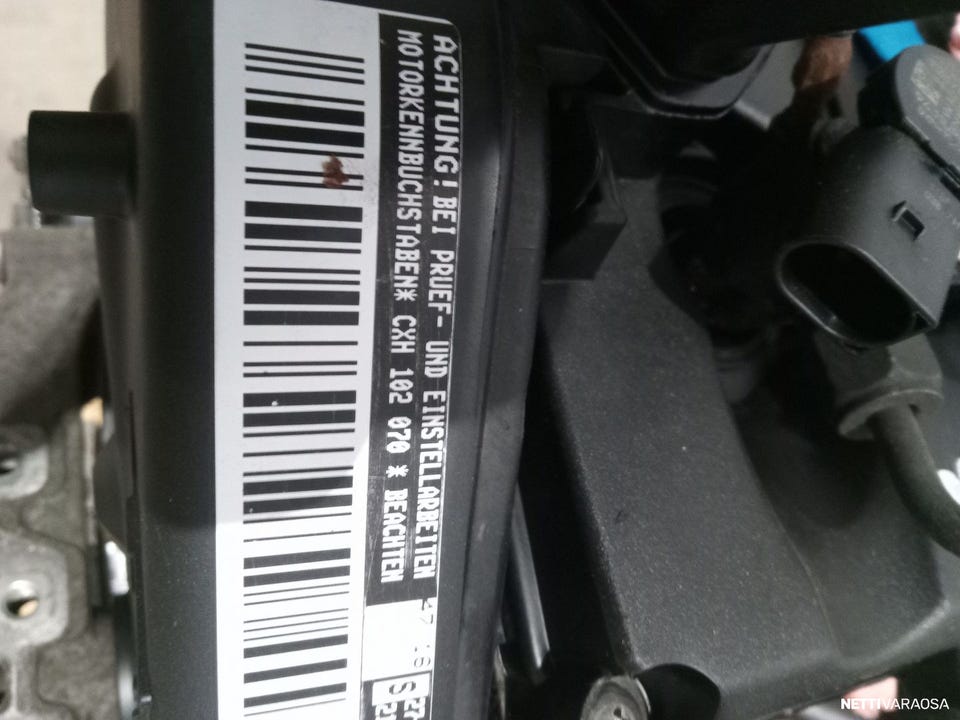 ACHTUNG! BEI PRUEF- UND EINSTELLARBEITEN
MOTORKENNBUCHSTABEN* CXH 102 070 * BEACHTEN
NETTIVARAOSA